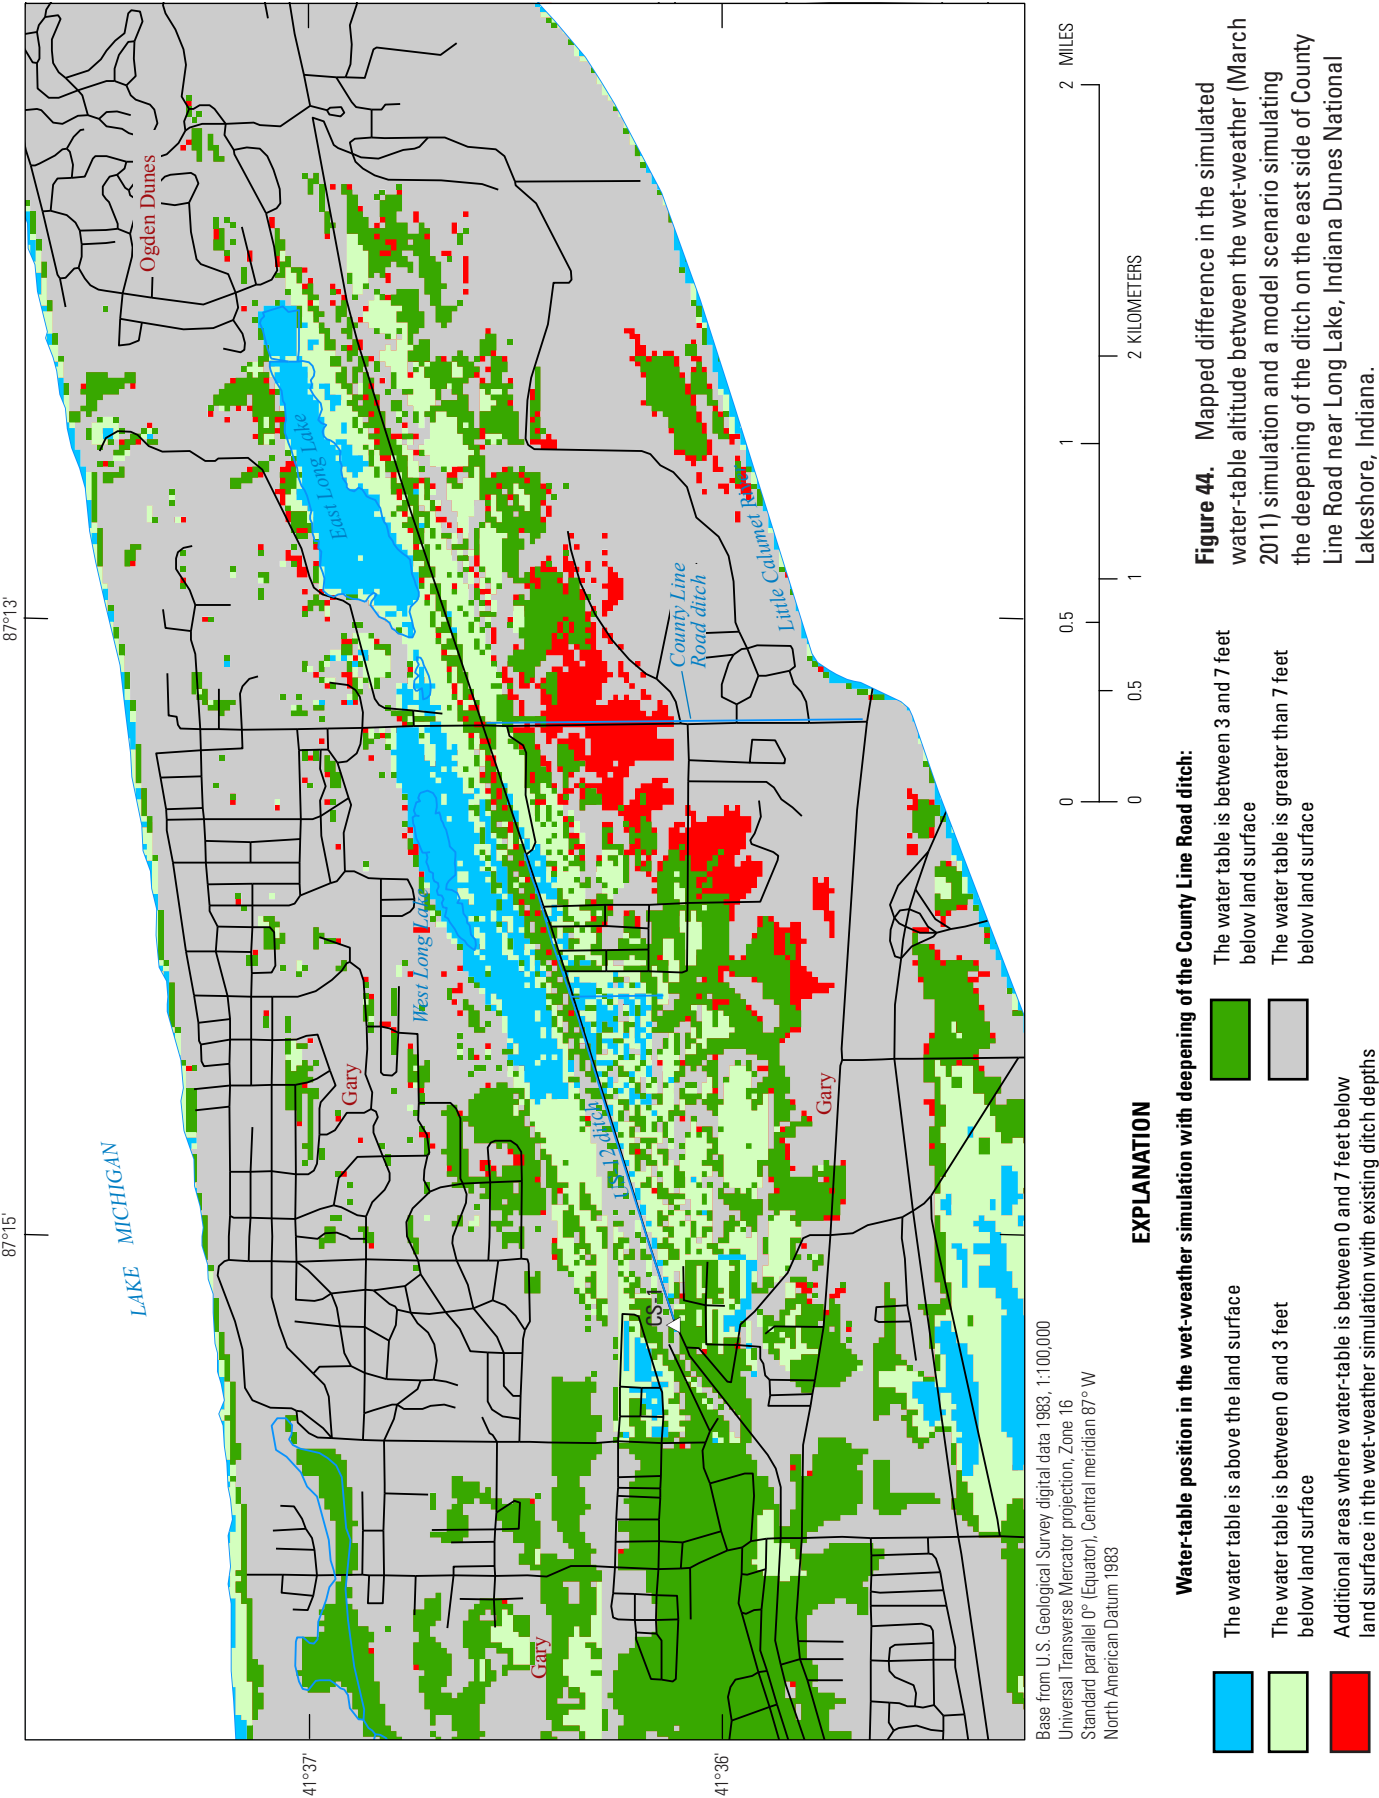 87°15'
87°13'
41°37'
41°36'
LAKE MICHIGAN
Ogden Dunes
East Long Lake
West Long Lake
County Line
Road ditch
Little Calumet River
US-12 ditch
CS-1
Gary
Gary
Gary
Base from U.S. Geological Survey digital data 1983, 1:100,000
Universal Transverse Mercator projection, Zone 16
Standard parallel 0° (Equator), Central meridian 87° W
North American Datum 1983
0 0.5 1 2 MILES
0 0.5 1 2 KILOMETERS
EXPLANATION
Water-table position in the wet-weather simulation with deepening of the County Line Road ditch:
The water table is above the land surface
The water table is between 0 and 3 feet
below land surface
Additional areas where water-table is between 0 and 7 feet below
land surface in the wet-weather simulation with existing ditch depths
The water table is between 3 and 7 feet
below land surface
The water table is greater than 7 feet
below land surface
Figure 44. Mapped difference in the simulated
water-table altitude between the wet-weather (March
2011) simulation and a model scenario simulating
the deepening of the ditch on the east side of County
Line Road near Long Lake, Indiana Dunes National
Lakeshore, Indiana.